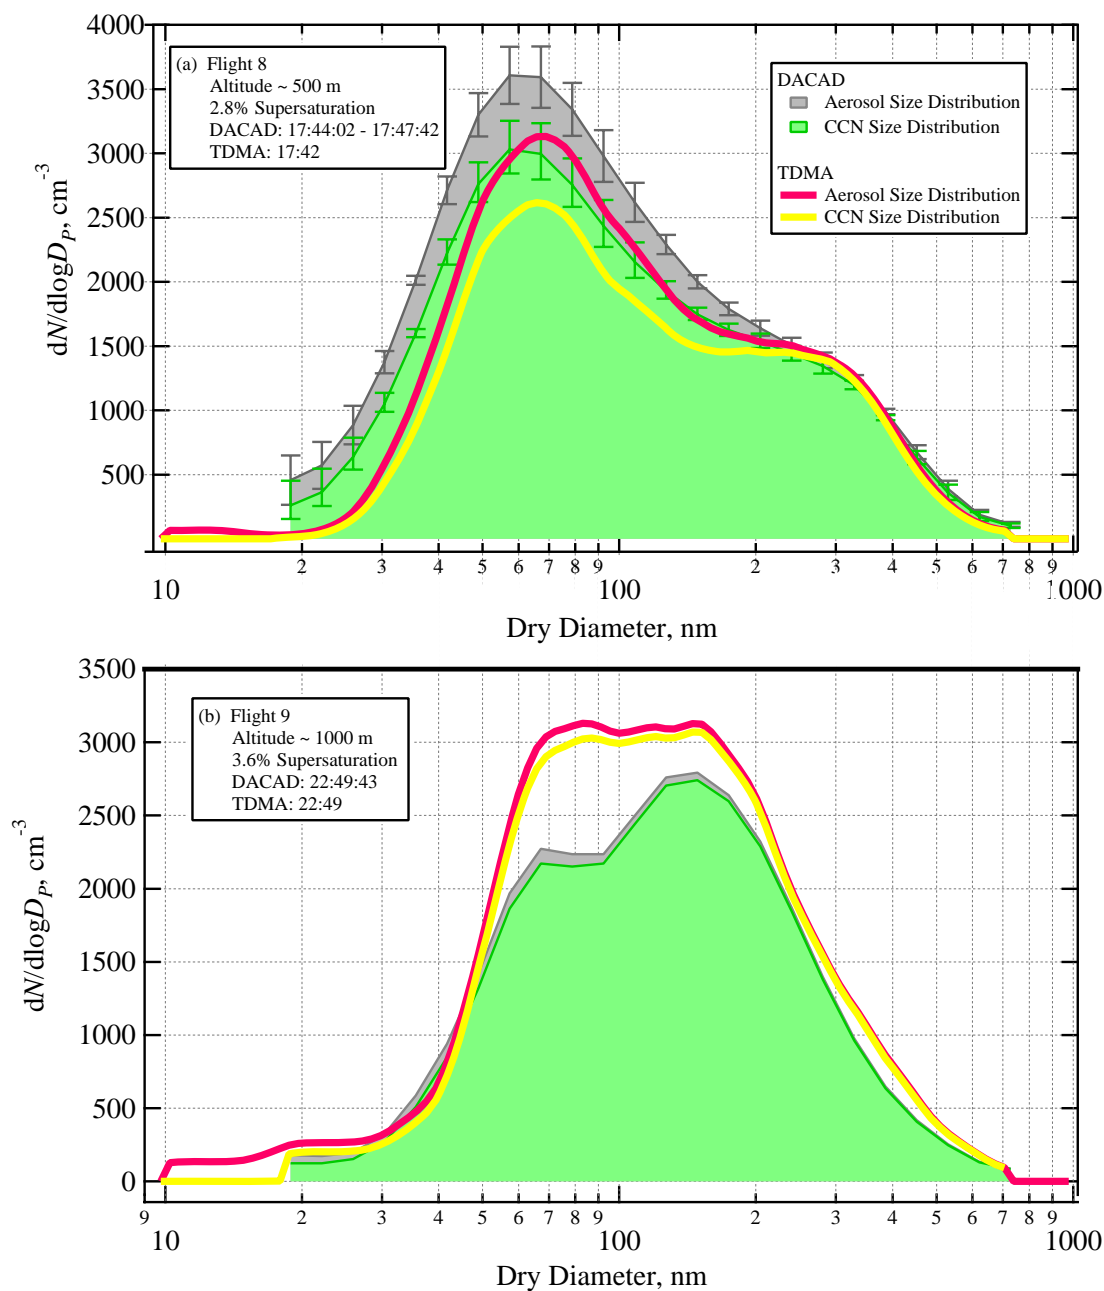 4000
3500
3000
2500
2000
1500
1000
500
dN/dlogD_P, cm^-3
(a) Flight 8
Altitude ~ 500 m
2.8% Supersaturation
DACAD: 17:44:02 - 17:47:42
TDMA: 17:42
DACAD
Aerosol Size Distribution
CCN Size Distribution
TDMA
Aerosol Size Distribution
CCN Size Distribution
2 3 4 5 6 7 8 9 2 3 4 5 6 7 8 9
10 100 1000
Dry Diameter, nm
3500
3000
2500
2000
1500
1000
500
0
dN/dlogD_P, cm^-3
(b) Flight 9
Altitude ~ 1000 m
3.6% Supersaturation
DACAD: 22:49:43
TDMA: 22:49
9 2 3 4 5 6 7 8 9 2 3 4 5 6 7 8 9
10 100 1000
Dry Diameter, nm